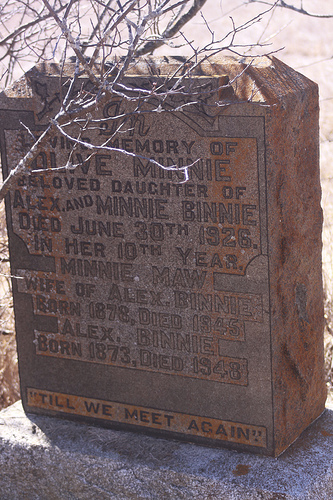 In
LOVING MEMORY OF
OLIVE MINNIE
BELOVED DAUGHTER OF
ALEX. AND MINNIE BINNIE
DIED JUNE 30TH 1926.
IN HER 10TH YEAR.
MINNIE MAW
WIFE OF ALEX. BINNIE
BORN 1878, DIED 1945
ALEX. BINNIE
BORN 1873, DIED 1948
"TILL WE MEET AGAIN."